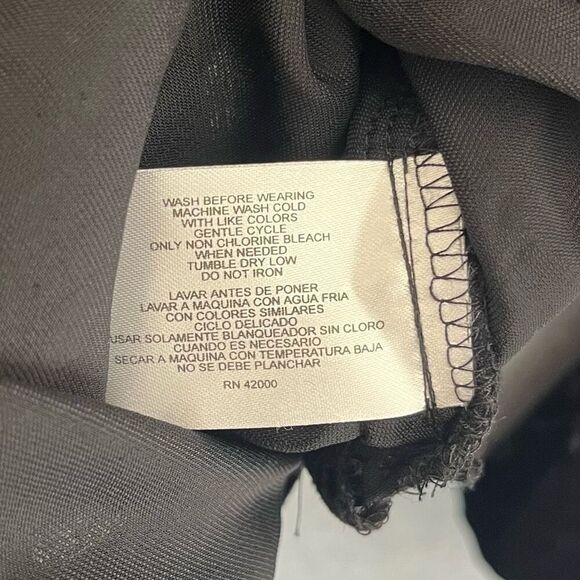 WASH BEFORE WEARING
MACHINE WASH COLD
WITH LIKE COLORS
GENTLE CYCLE
ONLY NON CHLORINE BLEACH
WHEN NEEDED
TUMBLE DRY LOW
DO NOT IRON
LAVAR ANTES DE PONER
LAVAR A MAQUINA CON AGUA FRIA
CON COLORES SIMILARES
CICLO DELICADO
USAR SOLAMENTE BLANQUEADOR SIN CLORO
CUANDO ES NECESARIO
SECAR A MAQUINA CON TEMPERATURA BAJA
NO SE DEBE PLANCHAR
RN 42000